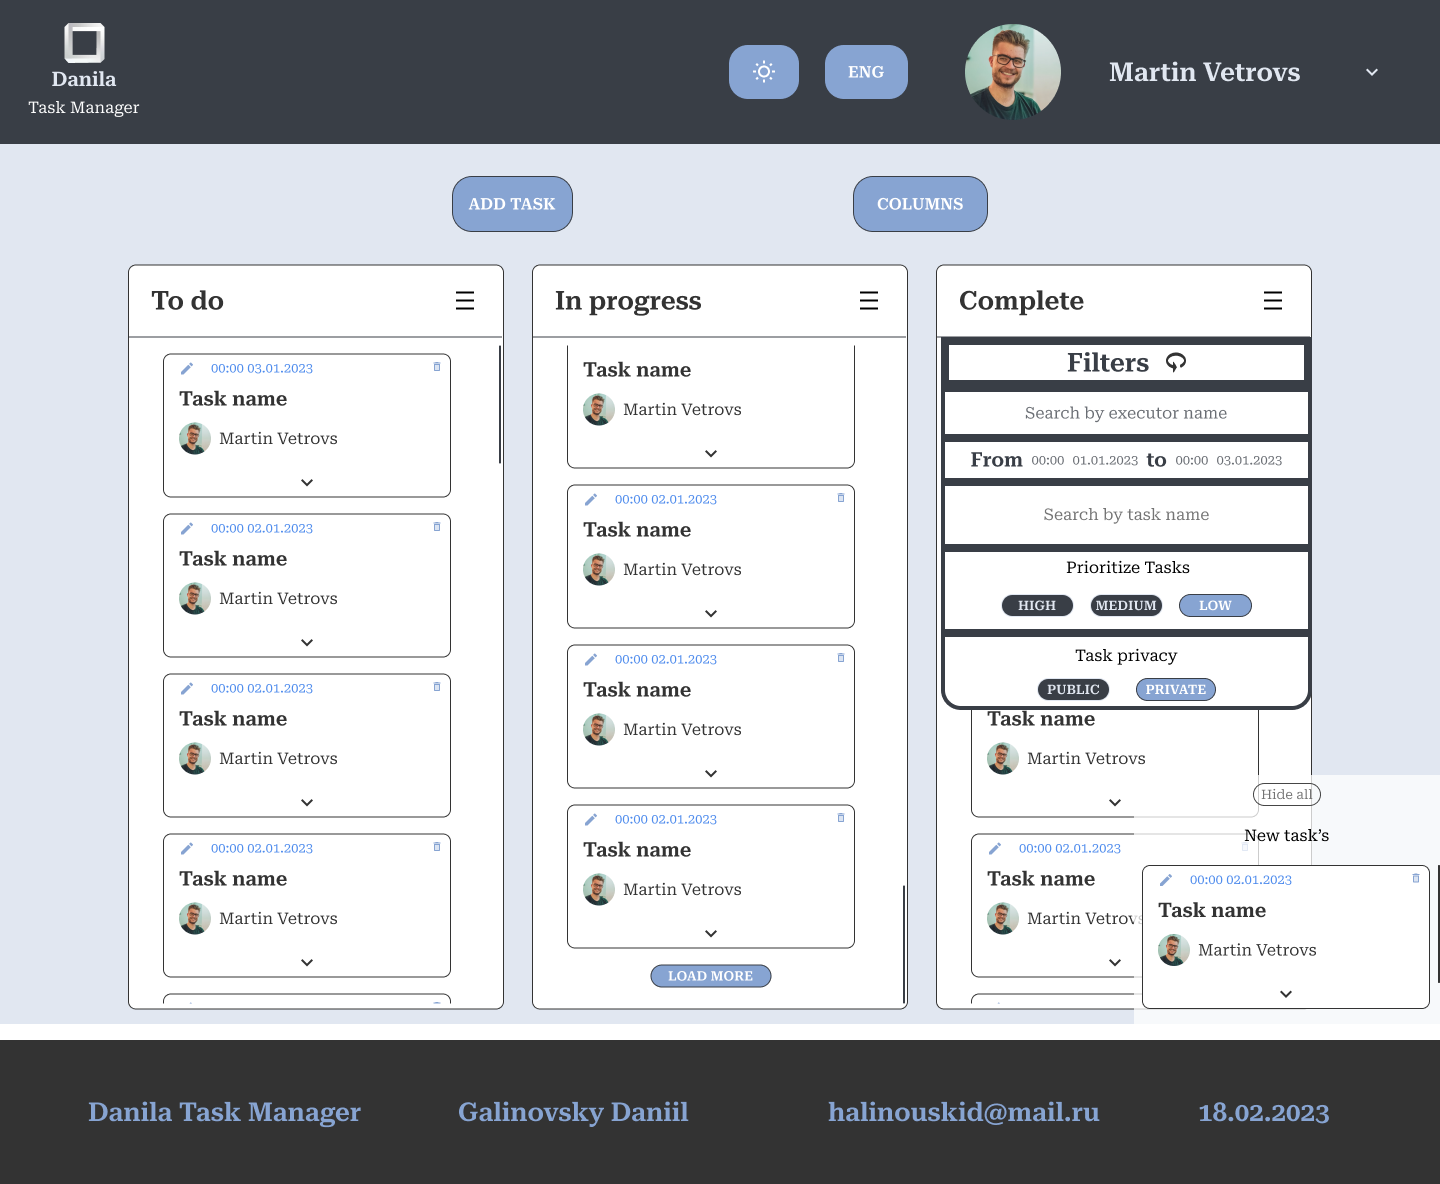 Danila
Task Manager
ENG
Martin Vetrovs
ADD TASK
COLUMNS
To do
00:00 03.01.2023
Task name
Martin Vetrovs
00:00 02.01.2023
Task name
Martin Vetrovs
00:00 02.01.2023
Task name
Martin Vetrovs
00:00 02.01.2023
Task name
Martin Vetrovs
In progress
Task name
Martin Vetrovs
00:00 02.01.2023
Task name
Martin Vetrovs
00:00 02.01.2023
Task name
Martin Vetrovs
00:00 02.01.2023
Task name
Martin Vetrovs
LOAD MORE
Complete
Filters
Search by executor name
From 00:00 01.01.2023 to 00:00 03.01.2023
Search by task name
Prioritize Tasks
HIGH MEDIUM LOW
Task privacy
PUBLIC PRIVATE
Task name
Martin Vetrovs
00:00 02.01.2023
Task name
Martin Vetrovs
Hide all
New task's
00:00 02.01.2023
Task name
Martin Vetrovs
Danila Task Manager
Galinovsky Daniil
halinouskid@mail.ru
18.02.2023